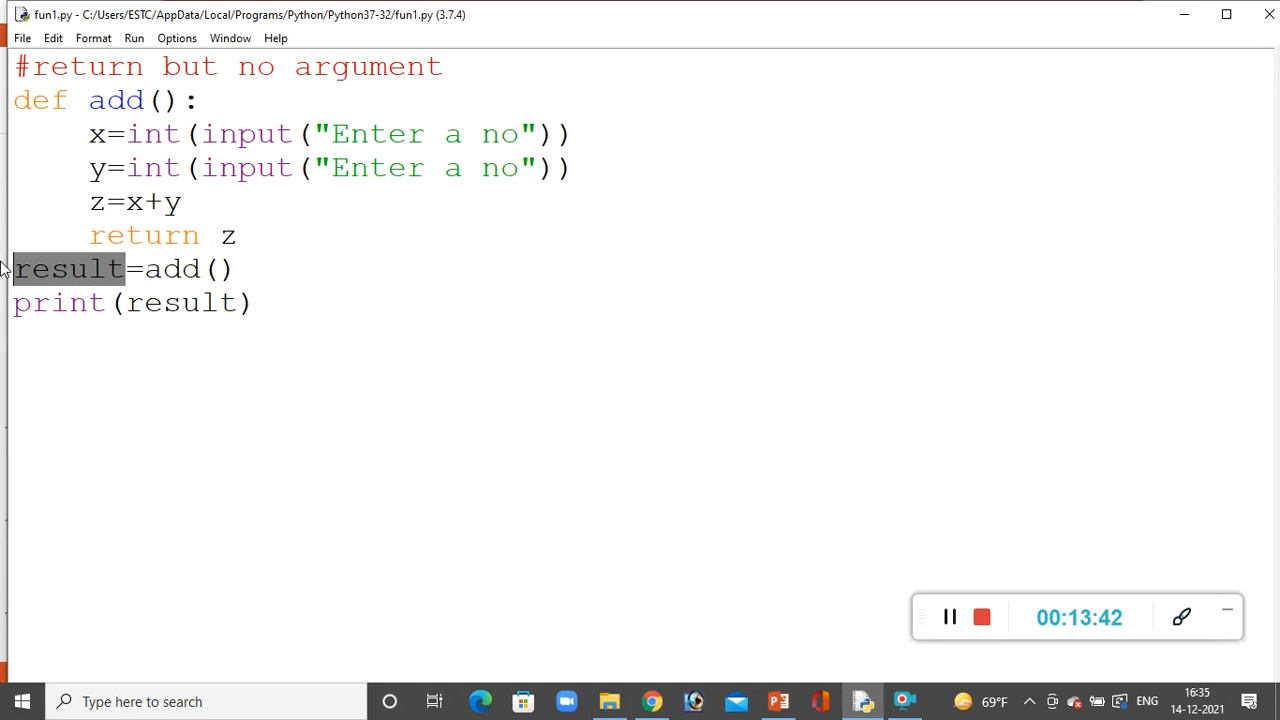 fun1.py - C:/Users/ESTC/AppData/Local/Programs/Python/Python37-32/fun1.py (3.7.4)
File Edit Format Run Options Window Help
#return but no argument
def add():
    x=int(input("Enter a no"))
    y=int(input("Enter a no"))
    z=x+y
    return z
result=add()
print(result)
00:13:42
Type here to search
69°F
ENG
16:35
14-12-2021